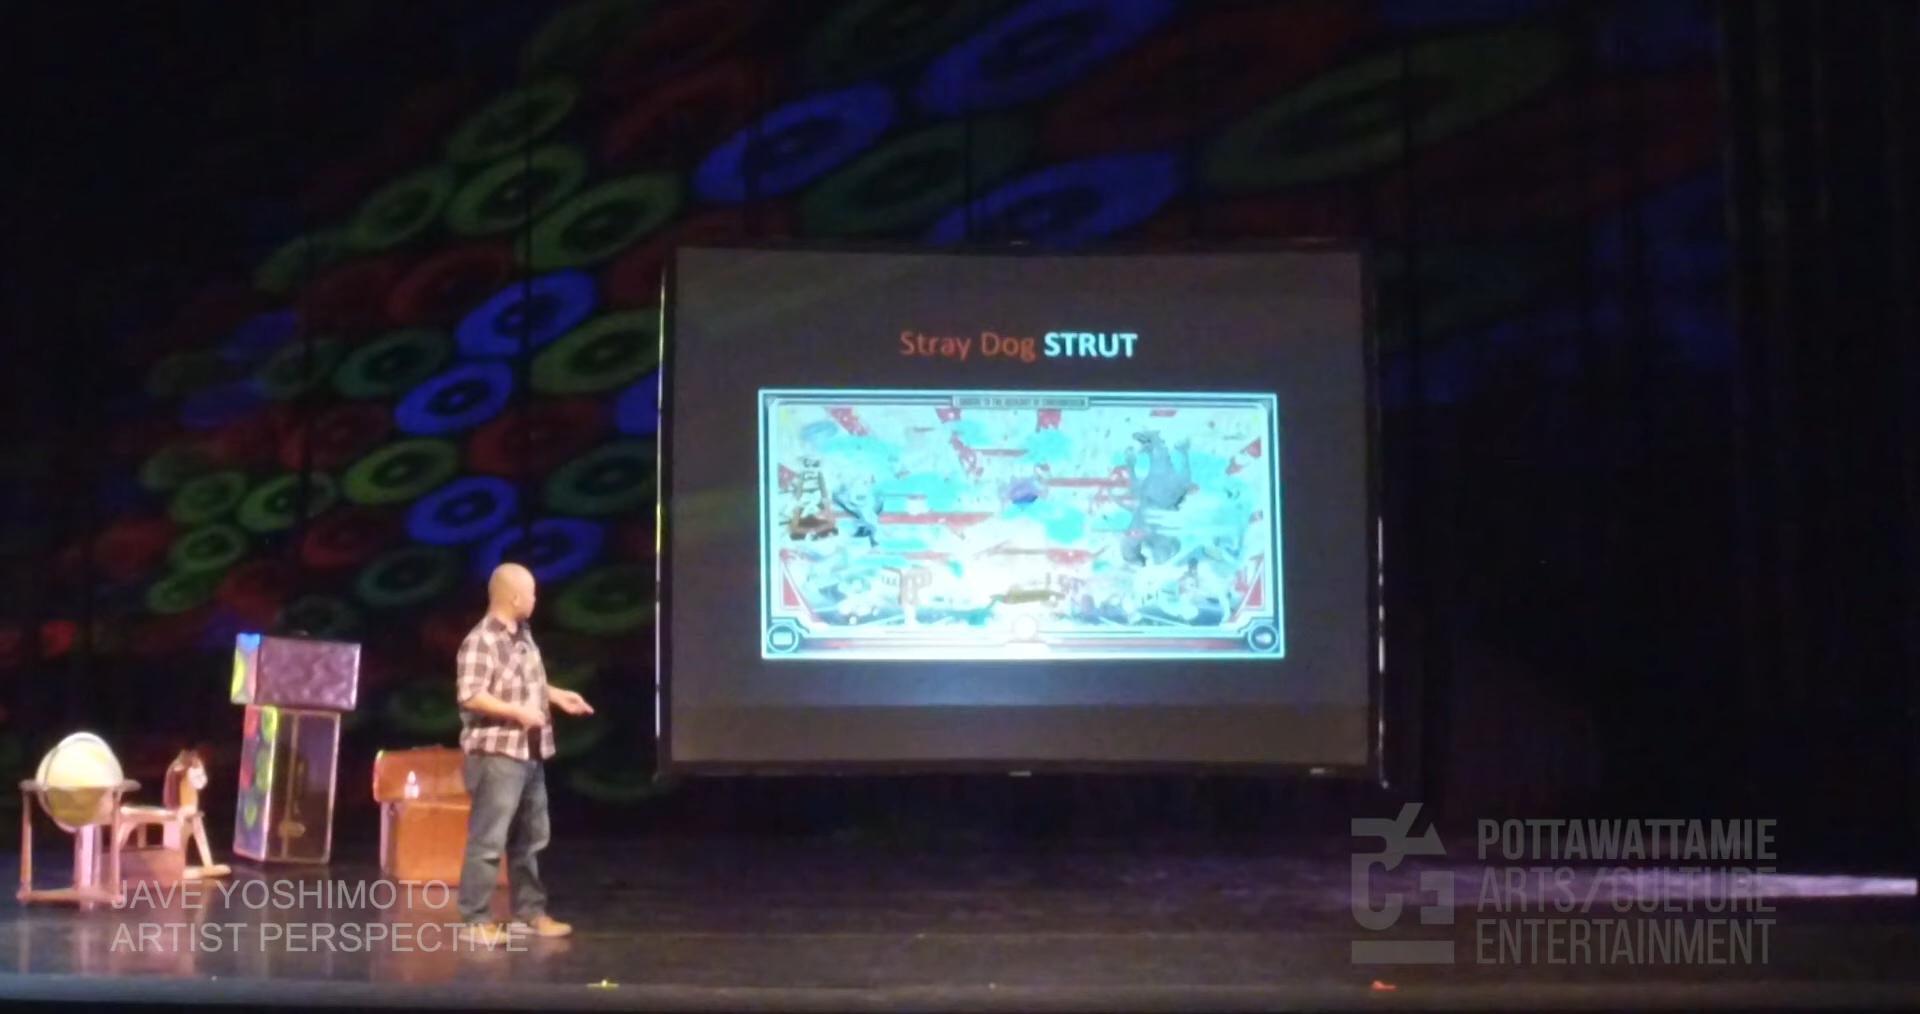 Stray Dog STRUT
JAVE YOSHIMOTO
ARTIST PERSPECTIVE
POTTAWATTAMIE
ARTS/CULTURE
ENTERTAINMENT